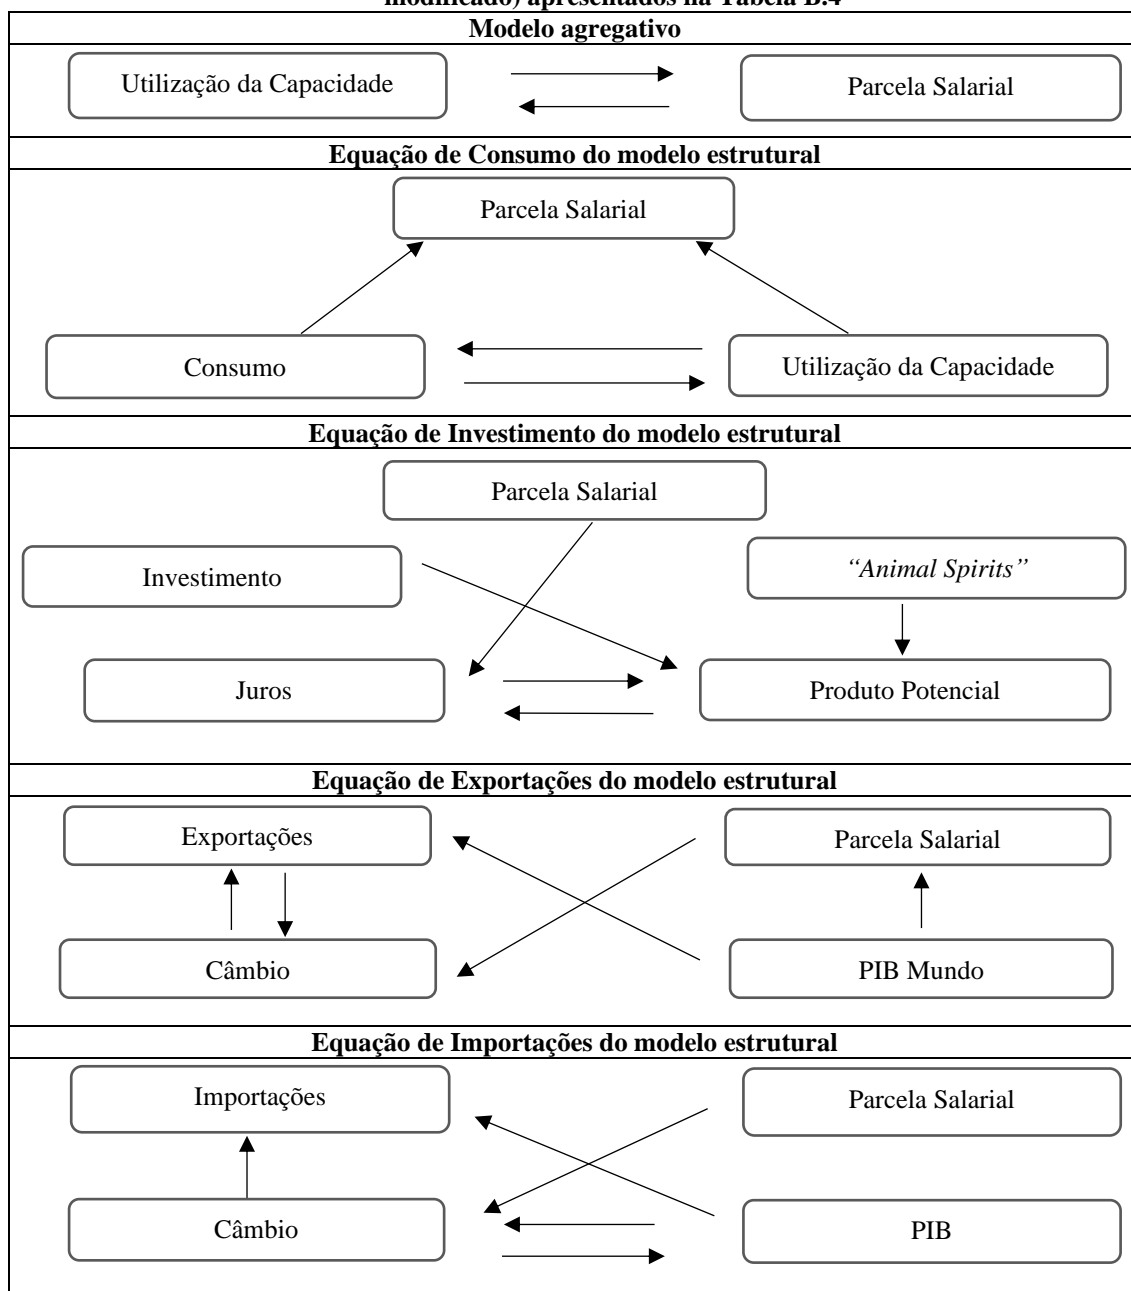 modificado) apresentados na Tabela B.4
Modelo agregativo
Utilização da Capacidade
Parcela Salarial
Equação de Consumo do modelo estrutural
Parcela Salarial
Consumo
Utilização da Capacidade
Equação de Investimento do modelo estrutural
Parcela Salarial
Investimento
“Animal Spirits”
Juros
Produto Potencial
Equação de Exportações do modelo estrutural
Exportações
Parcela Salarial
Câmbio
PIB Mundo
Equação de Importações do modelo estrutural
Importações
Parcela Salarial
Câmbio
PIB